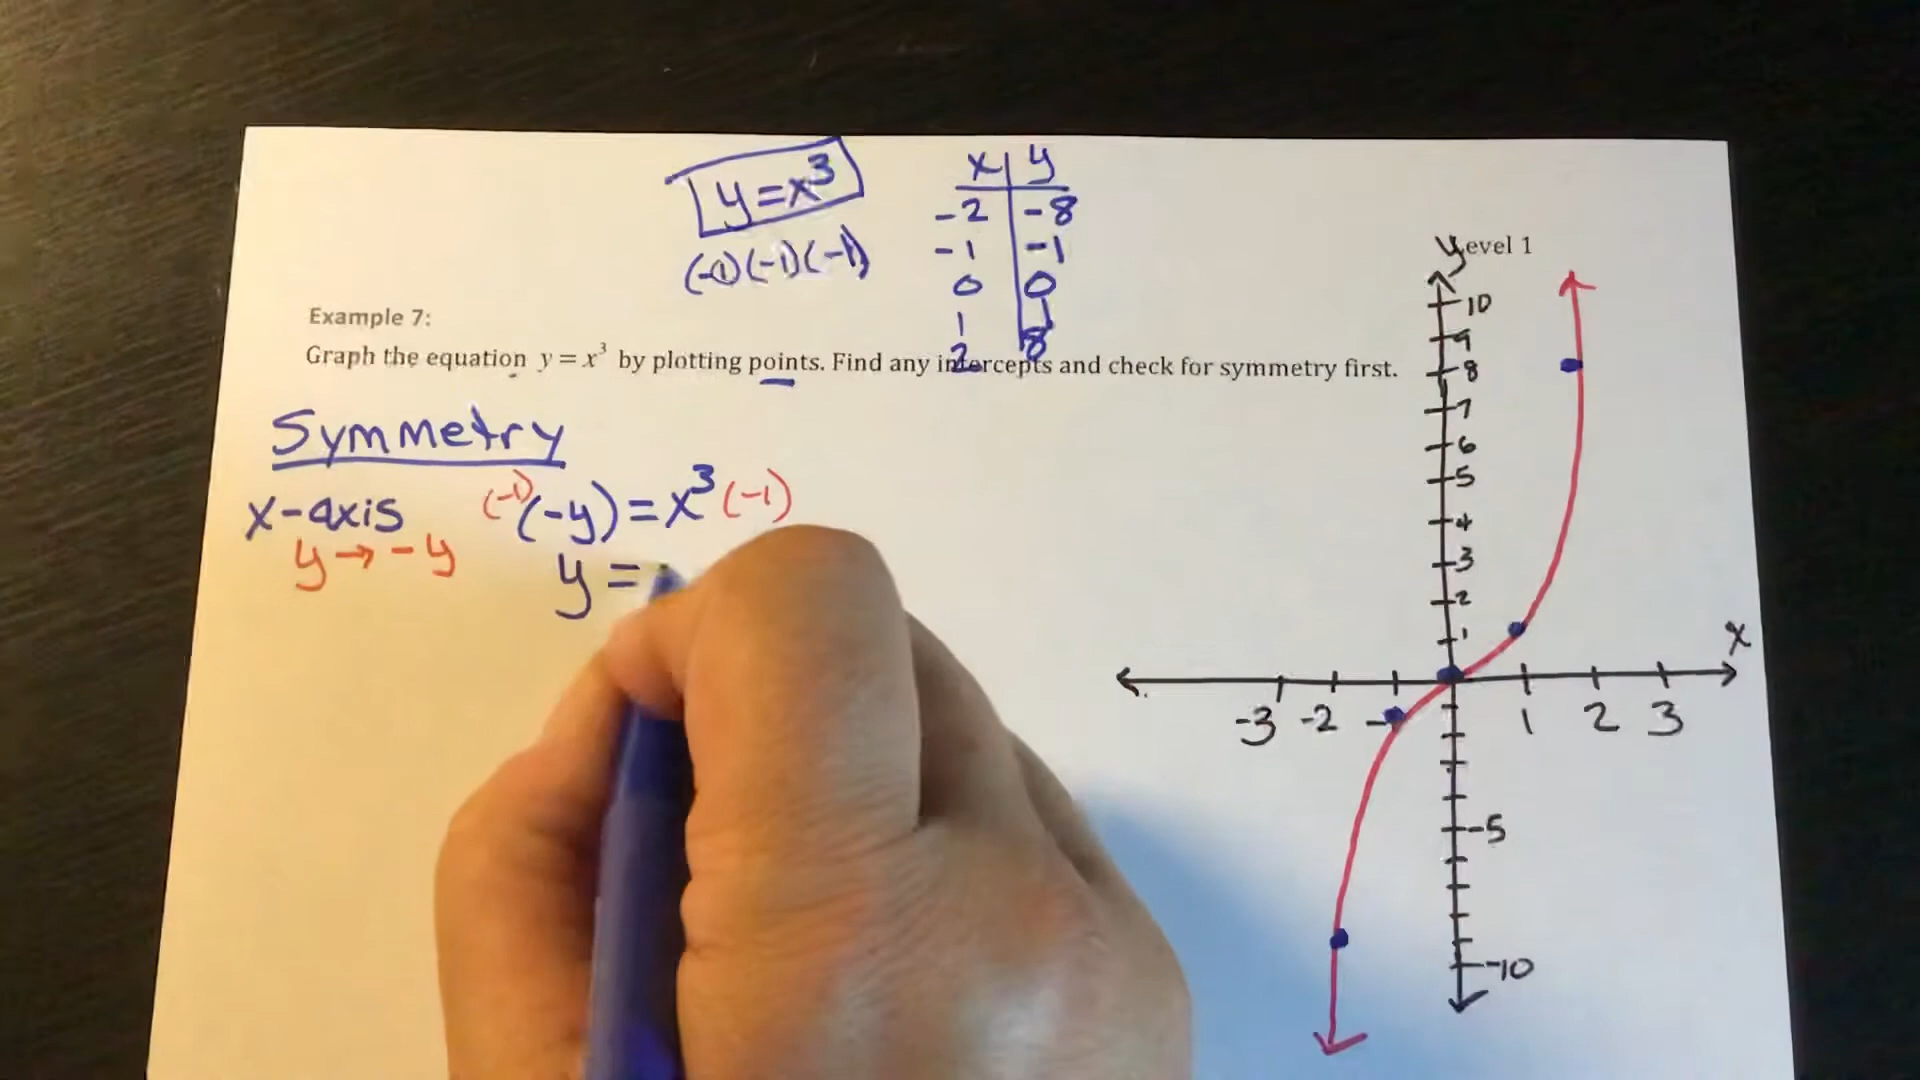 y=x³
(-1)(-1)(-1)
x y
-2 -8
-1 -1
0 0
1 1
2 8
yevel 1
Example 7:
Graph the equation y = x³ by plotting points. Find any intercepts and check for symmetry first.
Symmetry
x-axis (-1)(-y) = x³(-1)
y → -y y =
10
9
8
7
6
5
4
3
2
1
x
-3 -2 -1 1 2 3
-5
-10